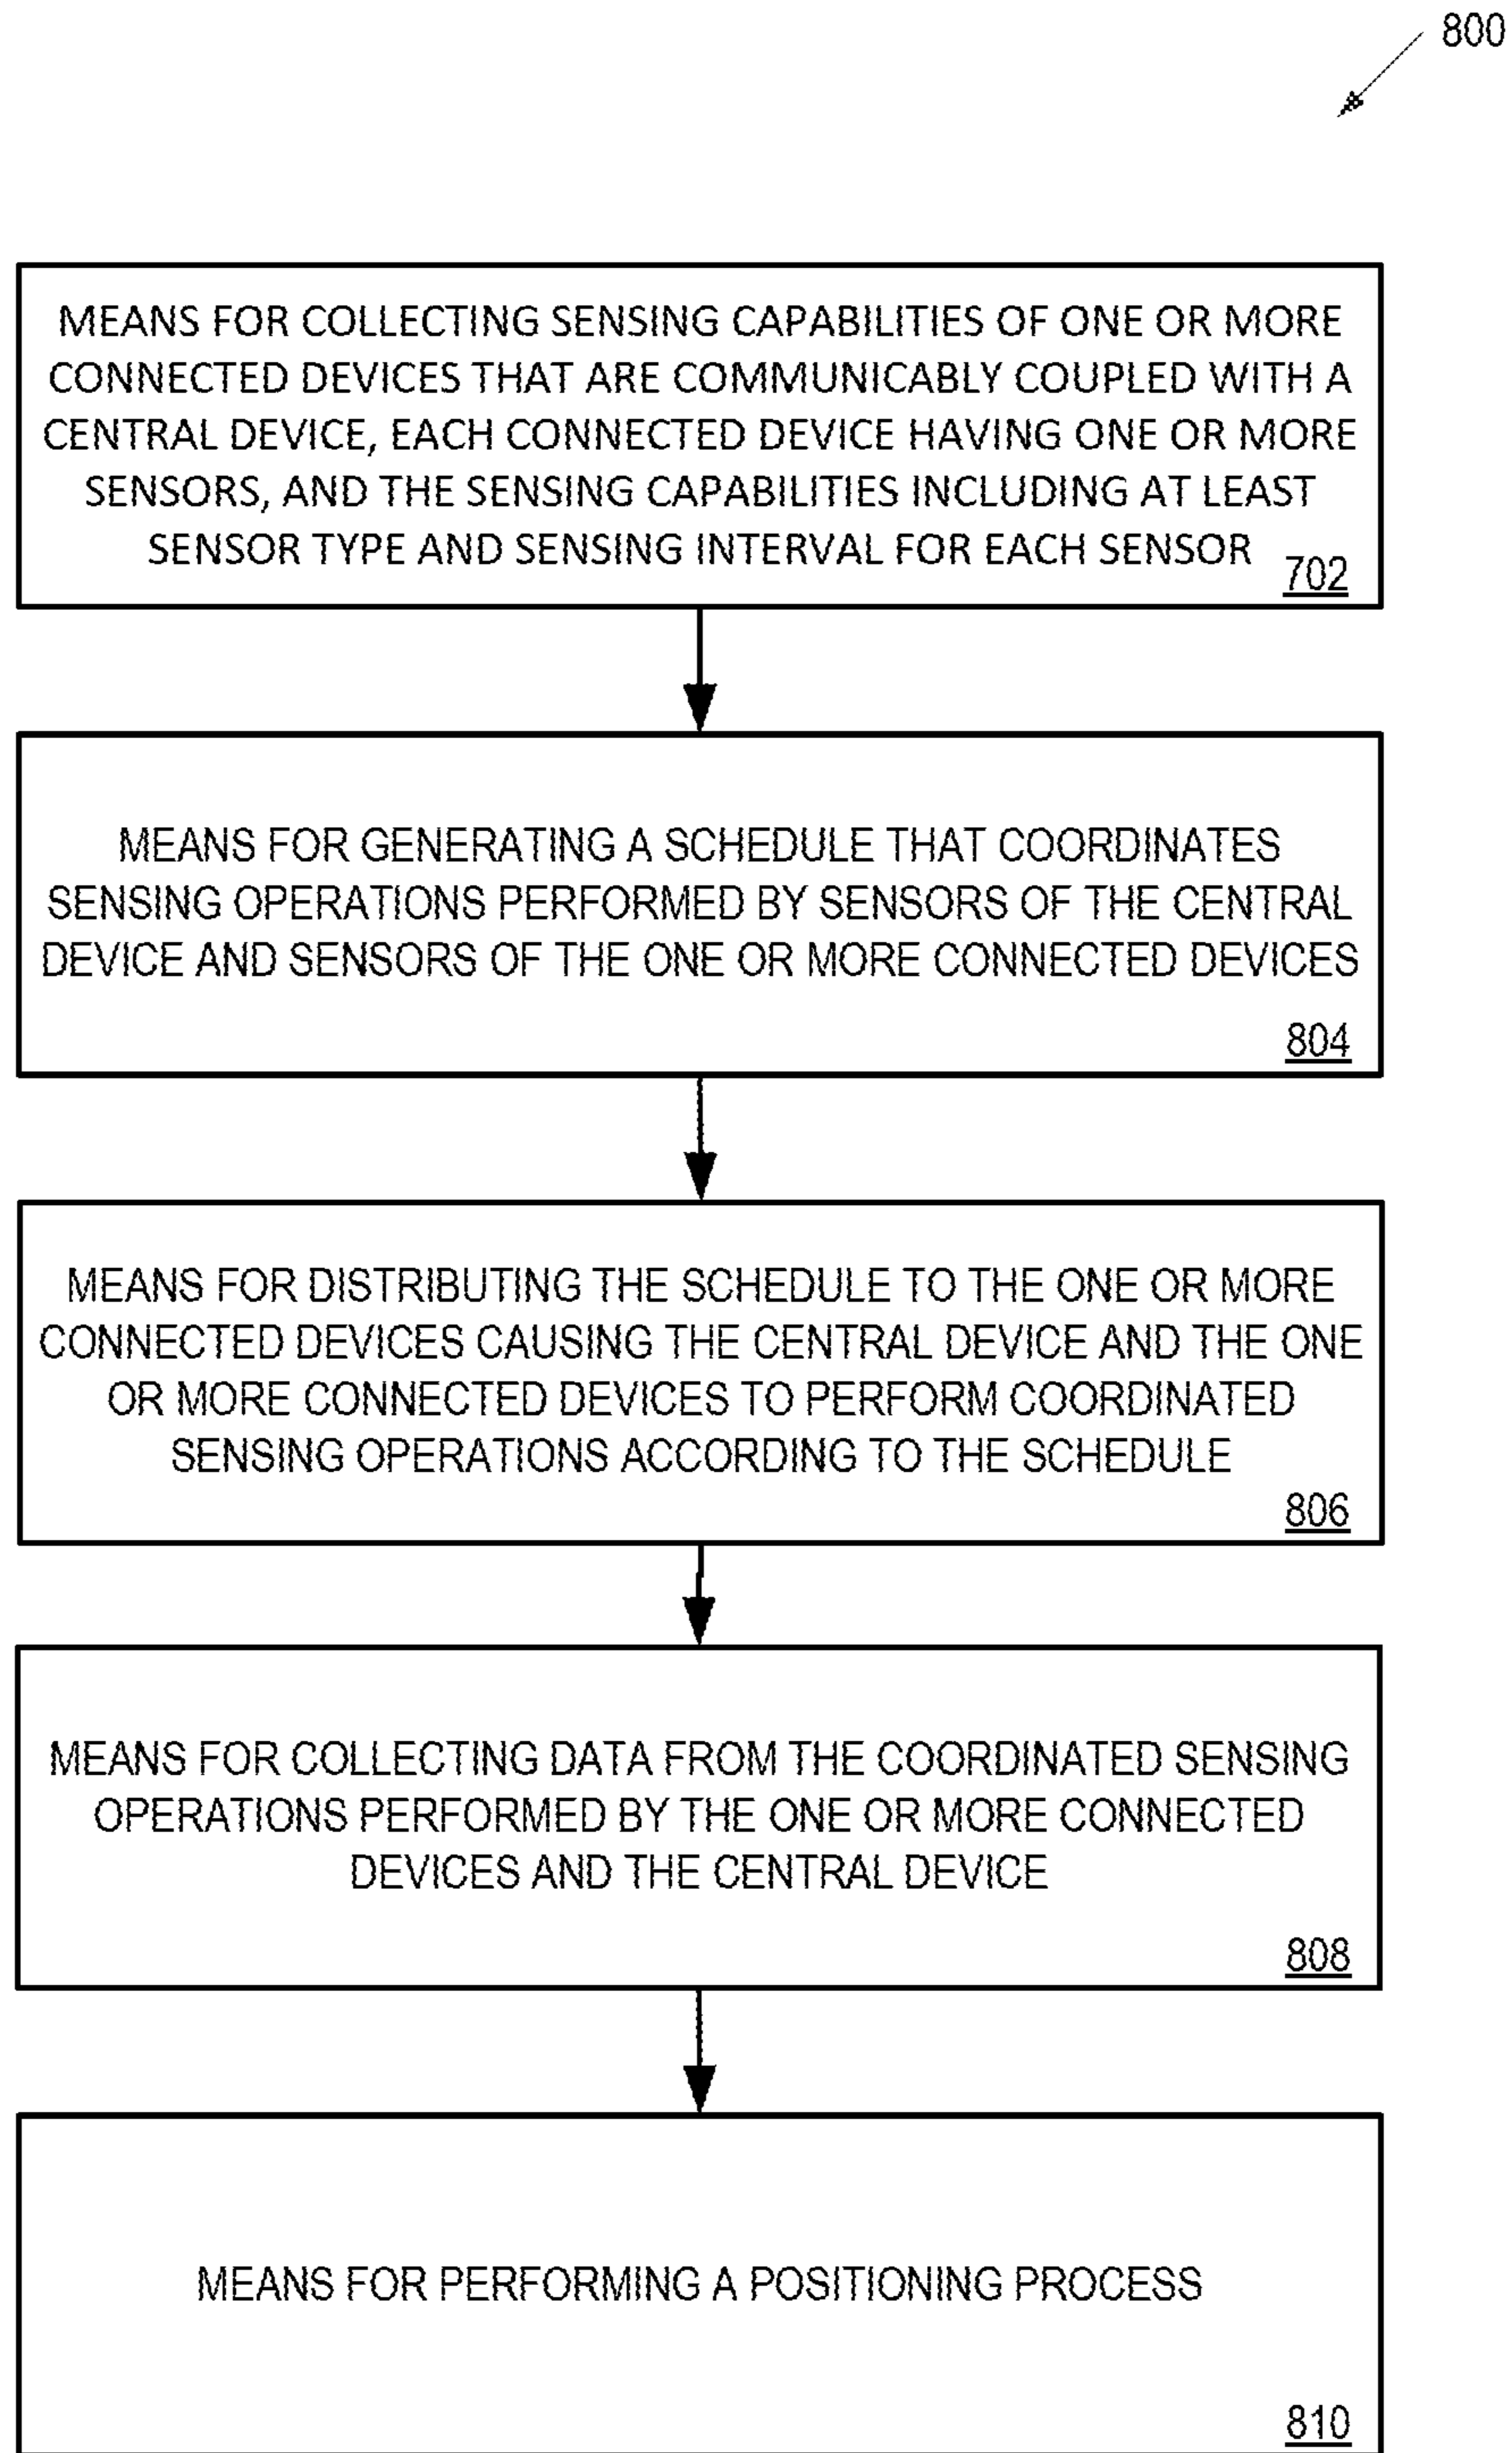 800
MEANS FOR COLLECTING SENSING CAPABILITIES OF ONE OR MORE
CONNECTED DEVICES THAT ARE COMMUNICABLY COUPLED WITH A
CENTRAL DEVICE, EACH CONNECTED DEVICE HAVING ONE OR MORE
SENSORS, AND THE SENSING CAPABILITIES INCLUDING AT LEAST
SENSOR TYPE AND SENSING INTERVAL FOR EACH SENSOR
702
MEANS FOR GENERATING A SCHEDULE THAT COORDINATES
SENSING OPERATIONS PERFORMED BY SENSORS OF THE CENTRAL
DEVICE AND SENSORS OF THE ONE OR MORE CONNECTED DEVICES
804
MEANS FOR DISTRIBUTING THE SCHEDULE TO THE ONE OR MORE
CONNECTED DEVICES CAUSING THE CENTRAL DEVICE AND THE ONE
OR MORE CONNECTED DEVICES TO PERFORM COORDINATED
SENSING OPERATIONS ACCORDING TO THE SCHEDULE
806
MEANS FOR COLLECTING DATA FROM THE COORDINATED SENSING
OPERATIONS PERFORMED BY THE ONE OR MORE CONNECTED
DEVICES AND THE CENTRAL DEVICE
808
MEANS FOR PERFORMING A POSITIONING PROCESS
810